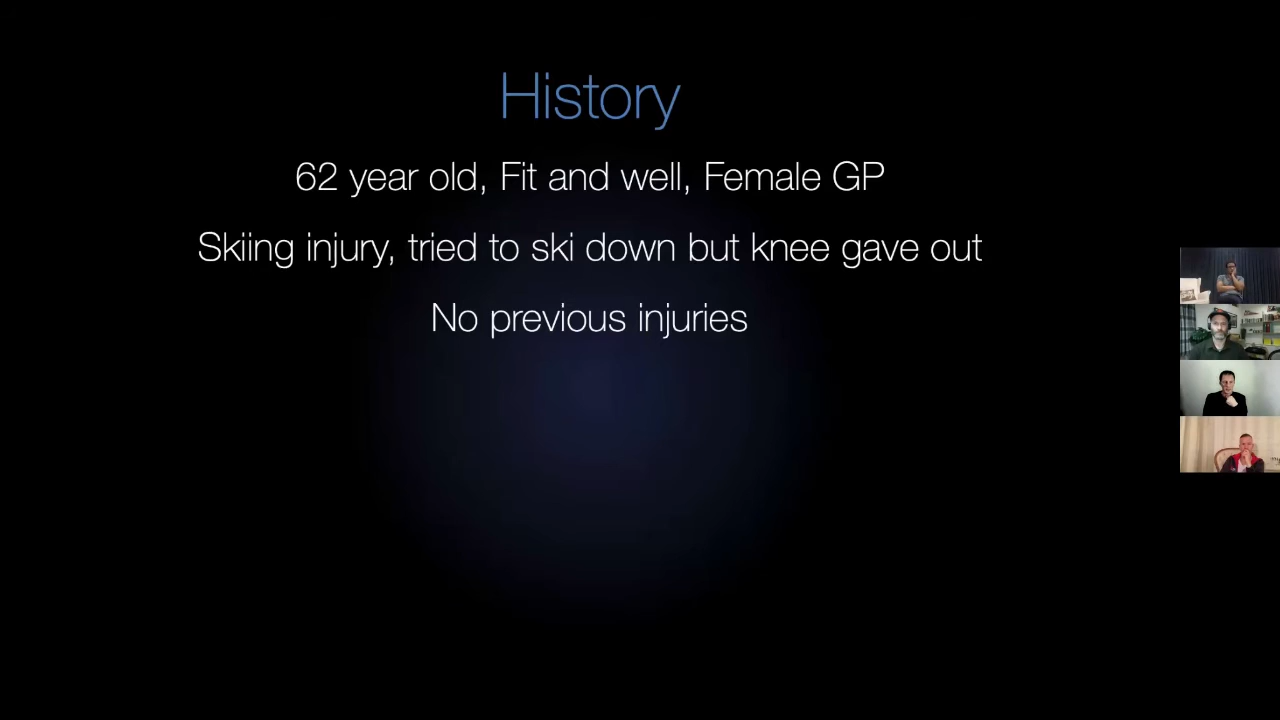 History
62 year old, Fit and well, Female GP
Skiing injury, tried to ski down but knee gave out
No previous injuries